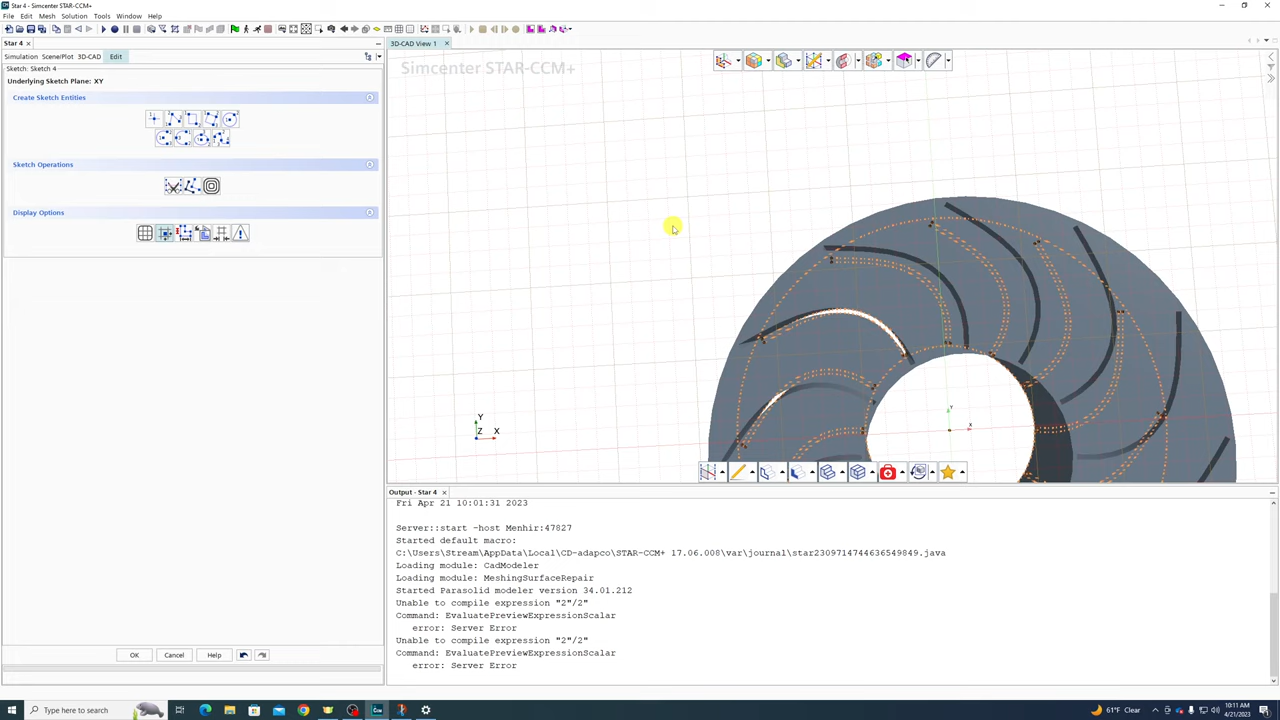 Star 4 - Simcenter STAR-CCM+
File Edit Mesh Solution Tools Window Help
Star 4
3D-CAD View 1
Simulation Scene/Plot 3D-CAD Edit
Sketch: Sketch 4
Underlying Sketch Plane: XY
Create Sketch Entities
Sketch Operations
Display Options
OK Cancel Help
Simcenter STAR-CCM+
Y
Z X
Y
X
Output - Star 4
Fri Apr 21 10:01:31 2023
Server::start -host Menhir:47827
Started default macro:
C:\Users\Stream\AppData\Local\CD-adapco\STAR-CCM+ 17.06.008\var\journal\star2309714744636549849.java
Loading module: CadModeler
Loading module: MeshingSurfaceRepair
Started Parasolid modeler version 34.01.212
Unable to compile expression "2"/2"
Command: EvaluatePreviewExpressionScalar
error: Server Error
Unable to compile expression "2"/2"
Command: EvaluatePreviewExpressionScalar
error: Server Error
Type here to search
61°F Clear
10:11 AM
4/21/2023